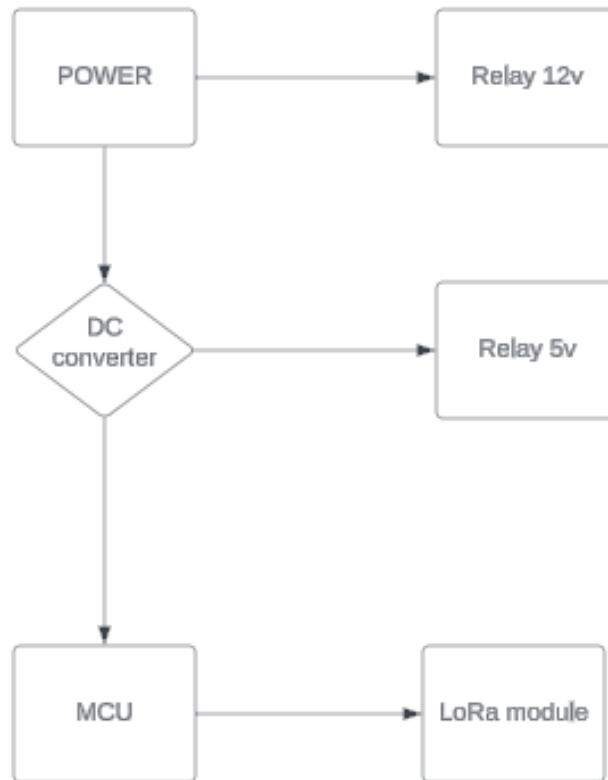 POWER
Relay 12v
DC
converter
Relay 5v
MCU
LoRa module